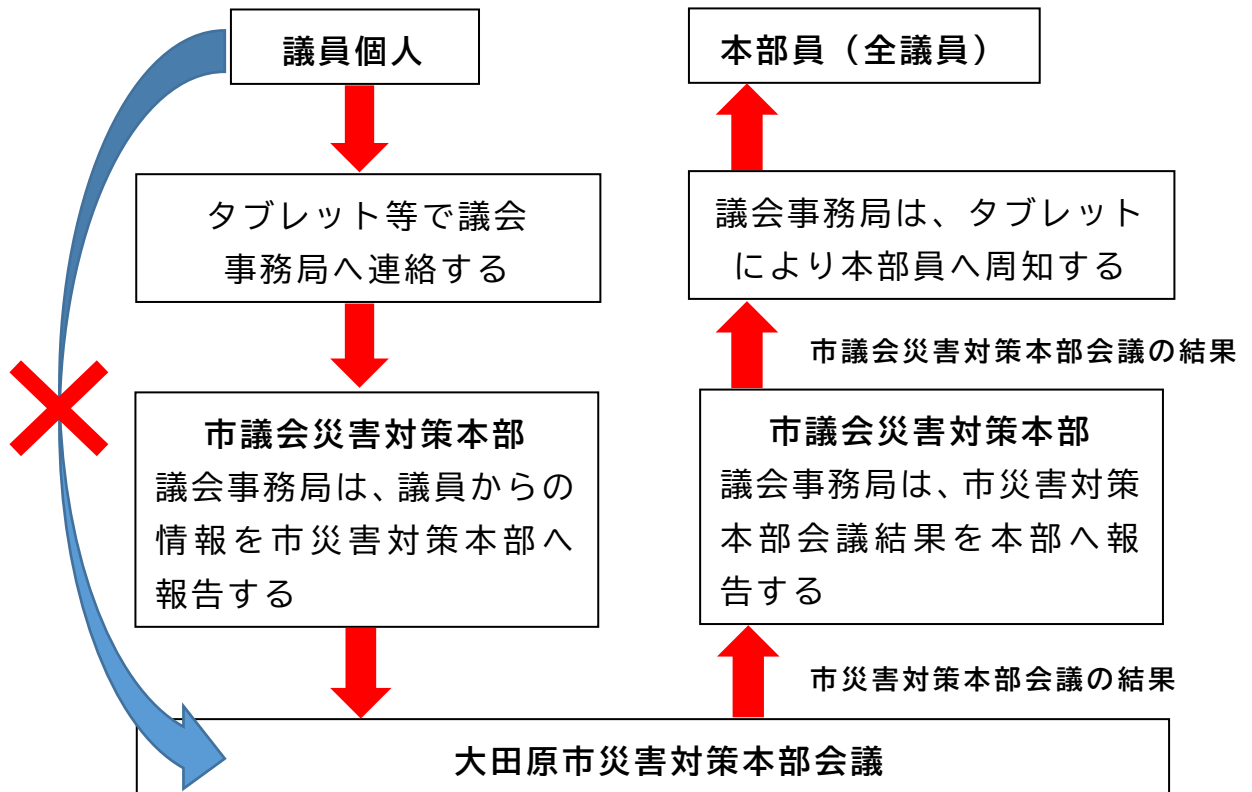 議員個人
タブレット等で議会
事務局へ連絡する
市議会災害対策本部
議会事務局は、議員からの
情報を市災害対策本部へ
報告する
本部員（全議員）
議会事務局は、タブレット
により本部員へ周知する
市議会災害対策本部会議の結果
市議会災害対策本部
議会事務局は、市災害対策
本部会議結果を本部へ報
告する
市災害対策本部会議の結果
大田原市災害対策本部会議